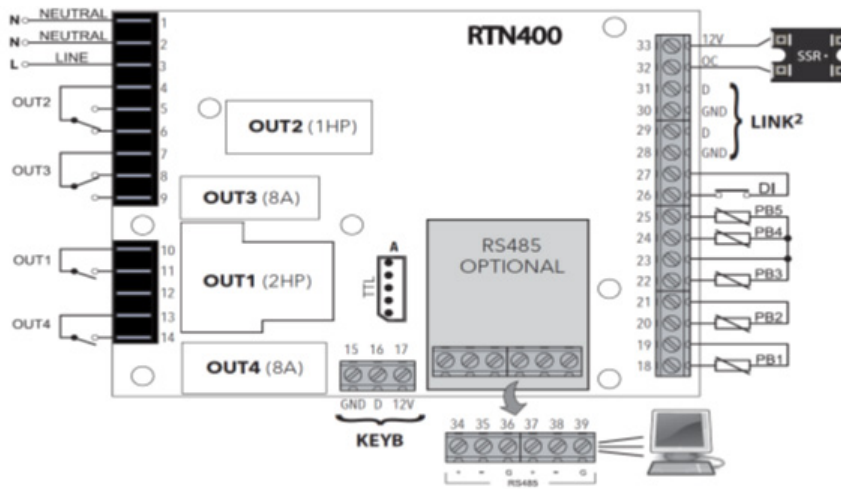 RTN400
N NEUTRAL 1
N NEUTRAL 2
L LINE 3
OUT2
4
5
6
OUT3
7
8
9
OUT1
10
11
12
OUT4
13
14
OUT2 (1HP)
OUT3 (8A)
OUT1 (2HP)
OUT4 (8A)
A
TTL
15 16 17
GND D 12V
KEYB
RS485
OPTIONAL
33 12V
32 OC
SSR
31 D
30 GND
29 D
28 GND
LINK²
27
26 DI
25 PB5
24 PB4
23
22 PB3
21
20 PB2
19
18 PB1
34 35 36 37 38 39
+ − G + − G
RS485